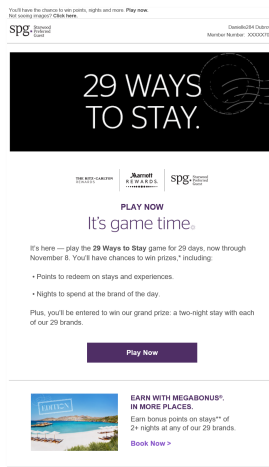 You'll have the chance to win points, nights and more. Play now.
Not seeing images? Click here.
spg. Starwood Preferred Guest
Danielle284 Dubro
Member Number: XXXXX78
29 WAYS
TO STAY.
THE RITZ-CARLTON REWARDS
Marriott REWARDS.
spg. Starwood Preferred Guest
PLAY NOW
It's game time.
It's here — play the 29 Ways to Stay game for 29 days, now through
November 8. You'll have chances to win prizes,* including:
• Points to redeem on stays and experiences.
• Nights to spend at the brand of the day.
Plus, you'll be entered to win our grand prize: a two-night stay with each
of our 29 brands.
Play Now
EDITION
EARN WITH MEGABONUS®.
IN MORE PLACES.
Earn bonus points on stays** of
2+ nights at any of our 29 brands.
Book Now >